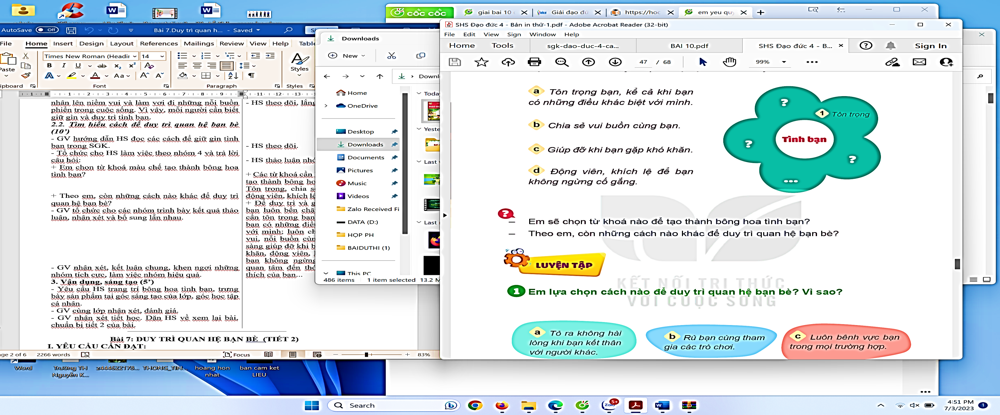 admin
CCleaner
cốc cốc
giai bai 10
Giải đạo đứ
https://hoc
em yeu quy
AutoSave Off
Bài 7.Duy trì quan h... - Saved
File Home Insert Design Layout References Mailings Review View Help Table
Times New Roman (Headir 14
Paste
Styles
Clipboard Font Paragraph Styles
nhân lên niềm vui và làm vơi đi những nỗi buồn
phiền trong cuộc sống. Vì vậy, mỗi người cần biết
giữ gìn và duy trì tình bạn.
2.2. Tìm hiểu cách để duy trì quan hệ bạn bè
(10’)
- GV hướng dẫn HS đọc các cách để giữ gìn tình
bạn trong SGK.
- Tổ chức cho HS làm việc theo nhóm 4 và trả lời
câu hỏi:
+ Em chọn từ khoá màu chế tạo thành bông hoa
tình bạn?
+ Theo em, còn những cách nào khác để duy trì
quan hệ bạn bè?
- GV tổ chức cho các nhóm trình bày kết quả thảo
luận, nhận xét và bổ sung lẫn nhau.
- GV nhận xét, kết luận chung, khen ngợi những
nhóm tích cực, làm việc nhóm hiệu quả.
3. Vận dụng, sáng tạo (5’)
- Yêu cầu HS trang trí bông hoa tình bạn, trưng
bày sản phẩm tại góc sáng tạo của lớp, góc học tập
cá nhân.
- GV cùng lớp nhận xét, đánh giá.
- GV nhận xét tiết học. Dặn HS về xem lại bài,
chuẩn bị tiết 2 của bài.
- HS theo dõi, lắng
- HS theo dõi.
- HS thảo luận nhó
+ Các từ khoá cần
tạo thành bông ho
Tôn trọng, chia s
động viên, khích lệ
+ Để duy trì và g
bạn luôn bền chă
cần tôn trọng bạn
bạn có những điề
với mình; luôn ch
vui, nỗi buồn cùn
sàng giúp đỡ khi b
khăn, động viên,
bạn không ngừng
quan tâm đến thó
thích của bạn...
Bài 7: DUY TRÌ QUAN HỆ BẠN BÈ (TIẾT 2)
I. YÊU CẦU CẦN ĐẠT:
age 2 of 6 2266 words Focus 83%
Downloads
New
Downl
Home
OneDrive
Desktop
Downloads
Documents
Pictures
Music
Videos
Zalo Received Fi
DATA (D:)
HỌP PH
BAIDUTHI (1)
This PC
Toda
Yeste
Last
Last
486 items 1 item selected 13.2 M
SHS Đạo đức 4 - Bản in thử-1.pdf - Adobe Acrobat Reader (32-bit)
File Edit View Sign Window Help
Home Tools sgk-dao-duc-4-ca... BAI 10.pdf SHS Đạo đức 4 - B... Sign In
47 / 68 99%
a Tôn trọng bạn, kể cả khi bạn
có những điều khác biệt với mình.
b Chia sẻ vui buồn cùng bạn.
c Giúp đỡ khi bạn gặp khó khăn.
d Động viên, khích lệ để bạn
không ngừng cố gắng.
?
1 Tôn trọng
?
Tình bạn
?
...
?
– Em sẽ chọn từ khoá nào để tạo thành bông hoa tình bạn?
– Theo em, còn những cách nào khác để duy trì quan hệ bạn bè?
LUYỆN TẬP
KẾT NỐI TRI THỨC
VỚI CUỘC SỐNG
1 Em lựa chọn cách nào để duy trì quan hệ bạn bè? Vì sao?
a Tỏ ra không hài
lòng khi bạn kết thân
với người khác.
b Rủ bạn cùng tham
gia các trò chơi.
c Luôn bênh vực bạn
trong mọi trường hợp.
Word
Trường TH
Nguyễn K...
z444622178...
THONG_TIN...
hoang hon
nhat
ban cam ket
LIEU
Search
Zalo 5+
4:51 PM
7/3/2023
1